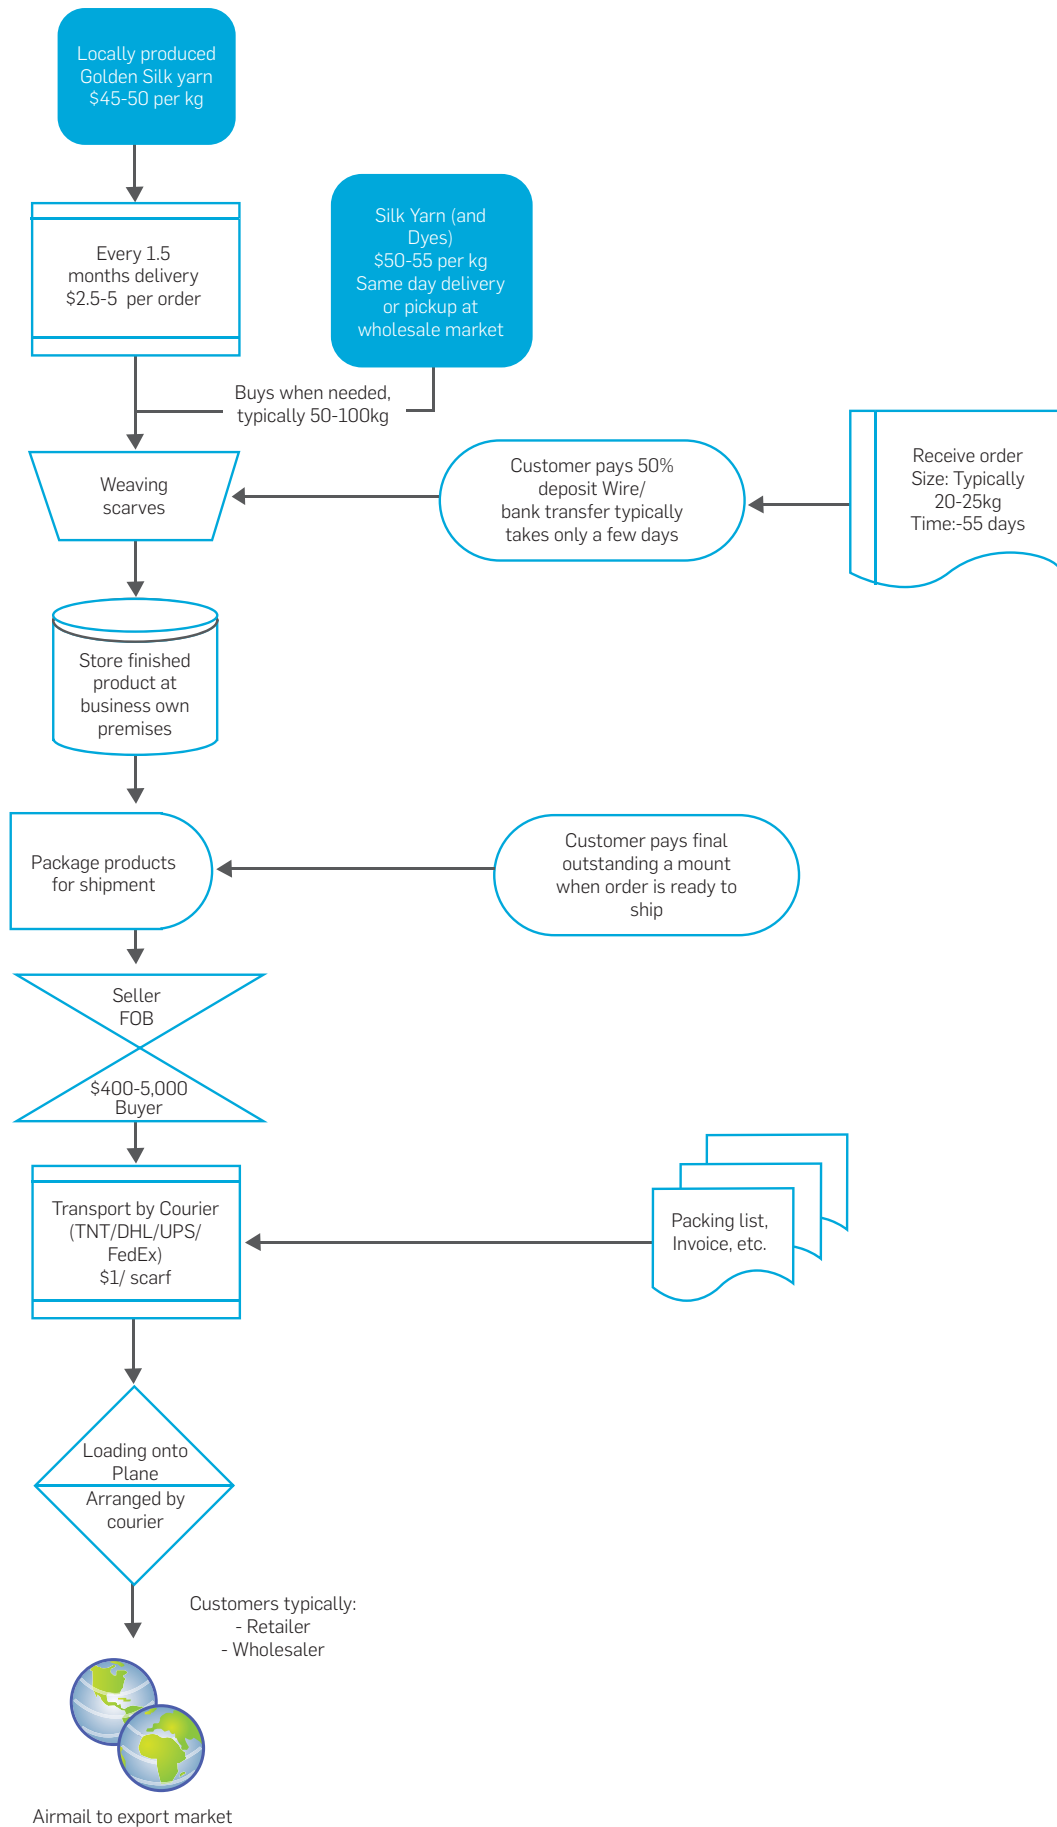 Locally produced
Golden Silk yarn
$45-50 per kg
Every 1.5
months delivery
$2.5-5 per order
Silk Yarn (and
Dyes)
$50-55 per kg
Same day delivery
or pickup at
wholesale market
Buys when needed,
typically 50-100kg
Weaving
scarves
Customer pays 50%
deposit Wire/
bank transfer typically
takes only a few days
Receive order
Size: Typically
20-25kg
Time:-55 days
Store finished
product at
business own
premises
Package products
for shipment
Customer pays final
outstanding a mount
when order is ready to
ship
Seller
FOB
$400-5,000
Buyer
Transport by Courier
(TNT/DHL/UPS/
FedEx)
$1/ scarf
Packing list,
Invoice, etc.
Loading onto
Plane
Arranged by
courier
Customers typically:
- Retailer
- Wholesaler
Airmail to export market